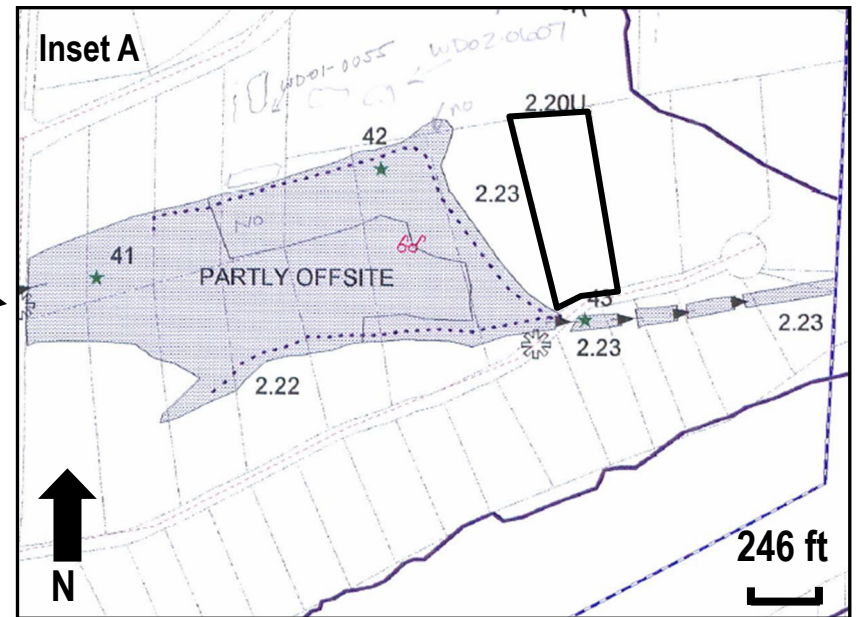 Inset A
WD01-0055
WD02-0607
2.20U
no
42
2.23
NO
41
PARTLY OFFSITE
43
2.23
2.23
2.22
246 ft
N